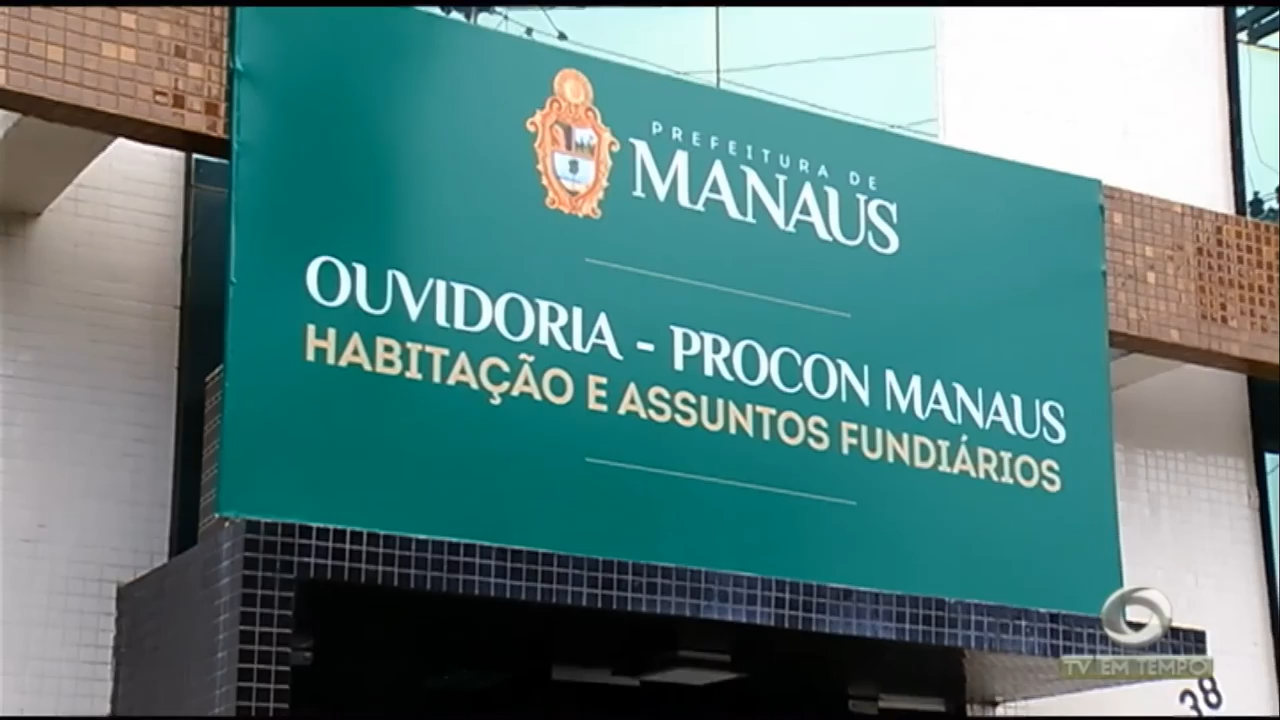 PREFEITURA DE
MANAUS
OUVIDORIA - PROCON MANAUS
HABITAÇÃO E ASSUNTOS FUNDIÁRIOS
TV EM TEMPO
38